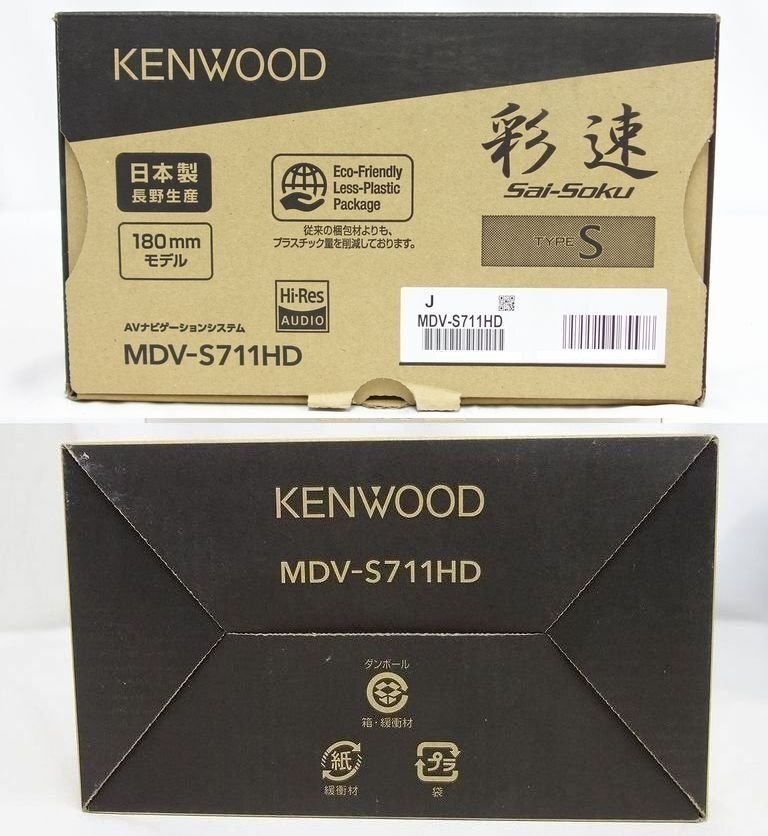 KENWOOD
彩速
Sai-Soku
TYPE S
日本製
長野生産
180mm
モデル
Eco-Friendly
Less-Plastic
Package
従来の梱包材よりも、
プラスチック量を削減しております。
Hi-Res
AUDIO
AVナビゲーションシステム
MDV-S711HD
J
MDV-S711HD
KENWOOD
MDV-S711HD
ダンボール
箱・緩衝材
紙
緩衝材
プラ
袋